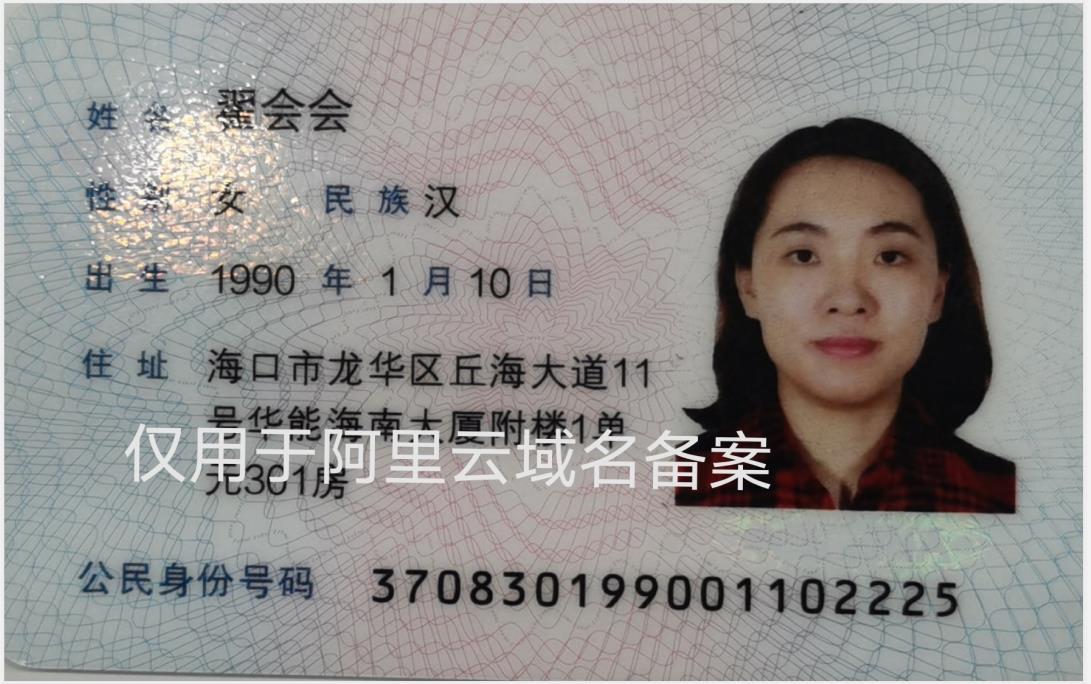 姓名 翟会会
性别 女 民族 汉
出生 1990 年 1 月 10 日
住址 海口市龙华区丘海大道11
号华能海南大厦附楼1单
元301房
仅用于阿里云域名备案
公民身份号码 370830199001102225